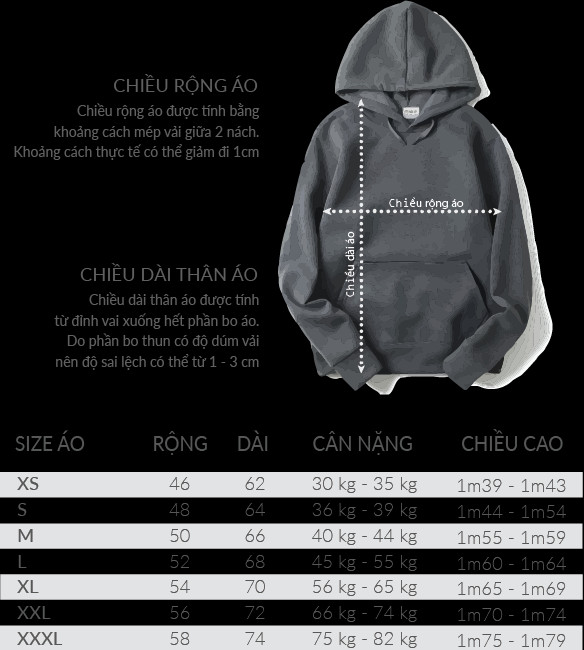 CHIỀU RỘNG ÁO
Chiều rộng áo được tính bằng
khoảng cách mép vải giữa 2 nách.
Khoảng cách thực tế có thể giảm đi 1cm
Chiều rộng áo
Chiều dài áo
CHIỀU DÀI THÂN ÁO
Chiều dài thân áo được tính
từ đỉnh vai xuống hết phần bo áo.
Do phần bo thun có độ dúm vải
nên độ sai lệch có thể từ 1 - 3 cm
SIZE ÁO RỘNG DÀI CÂN NẶNG CHIỀU CAO
XS 46 62 30 kg - 35 kg 1m39 - 1m43
S 48 64 36 kg - 39 kg 1m44 - 1m54
M 50 66 40 kg - 44 kg 1m55 - 1m59
L 52 68 45 kg - 55 kg 1m60 - 1m64
XL 54 70 56 kg - 65 kg 1m65 - 1m69
XXL 56 72 66 kg - 74 kg 1m70 - 1m74
XXXL 58 74 75 kg - 82 kg 1m75 - 1m79